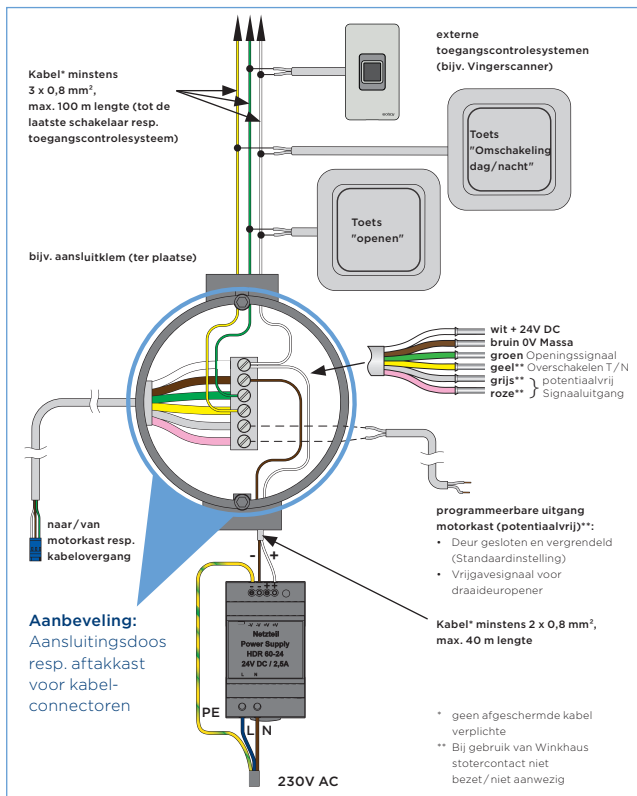 externe
toegangscontrolesystemen
(bijv. Vingerscanner)
Kabel* minstens
3 x 0,8 mm²,
max. 100 m lengte (tot de
laatste schakelaar resp.
toegangscontrolesysteem)
Toets
"Omschakeling
dag/nacht"
Toets
"openen"
bijv. aansluitklem (ter plaatse)
wit + 24V DC
bruin 0V Massa
groen Openingssignaal
geel** Overschakelen T/N
grijs** } potentiaalvrij
roze** Signaaluitgang
naar/van
motorkast resp.
kabelovergang
programmeerbare uitgang
motorkast (potentiaalvrij)**:
• Deur gesloten en vergrendeld
(Standaardinstelling)
• Vrijgavesignaal voor
draaideuropener
- +
Kabel* minstens 2 x 0,8 mm²,
max. 40 m lengte
Aanbeveling:
Aansluitingsdoos
resp. aftakkast
voor kabel-
connectoren
- - + +
-V -V +V +V
Netzteil
Power Supply
HDR 60-24
24V DC / 2,5A
L N
PE
L N
230V AC
* geen afgeschermde kabel
verplichte
** Bij gebruik van Winkhaus
stotercontact niet
bezet/niet aanwezig